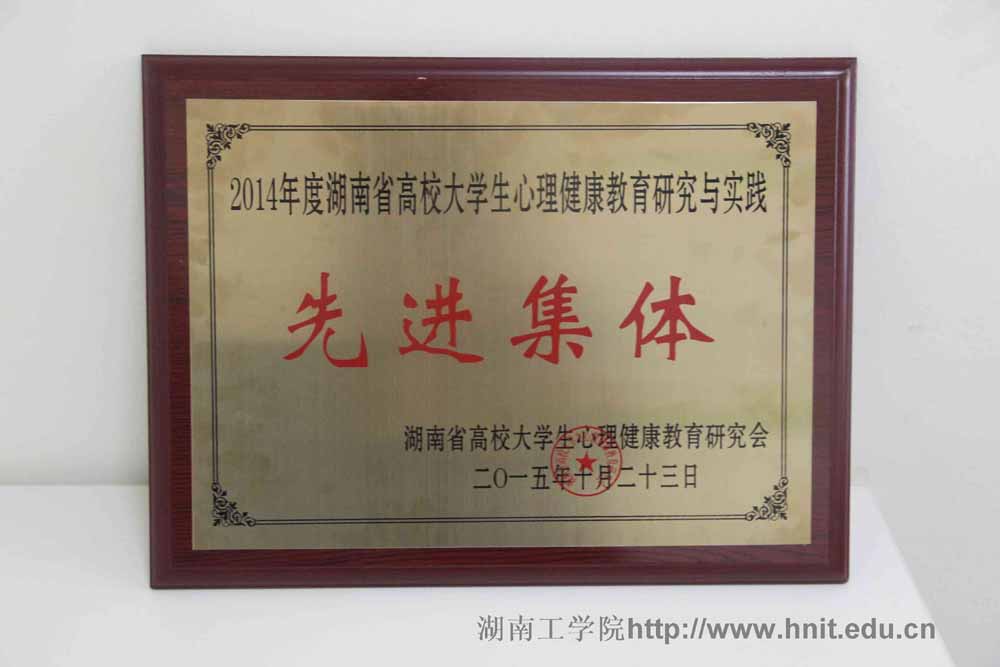 2014年度湖南省高校大学生心理健康教育研究与实践
先进集体
湖南省高校大学生心理健康教育研究会
二〇一五年十月二十三日
湖南工学院http://www.hnit.edu.cn